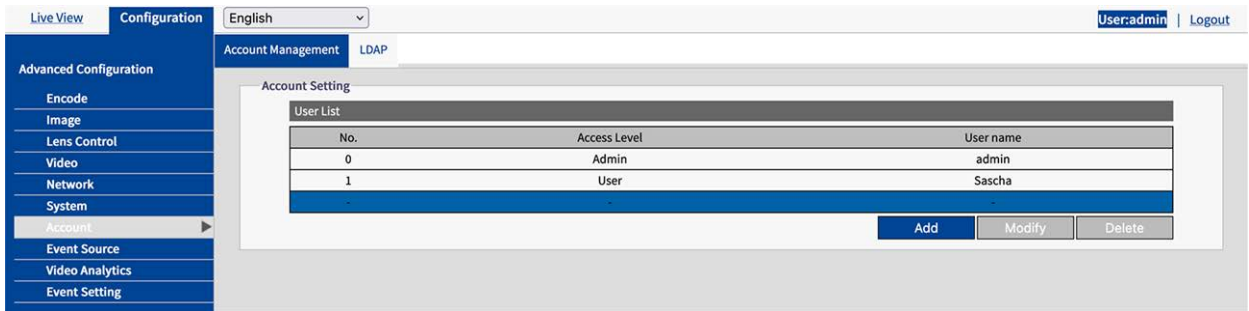 Live View Configuration English User:admin | Logout
Account Management LDAP
Advanced Configuration
Account Setting
Encode
User List
Image
Lens Control
No. Access Level User name
Video
0 Admin admin
Network
1 User Sascha
System
- - -
Account
Add Modify Delete
Event Source
Video Analytics
Event Setting